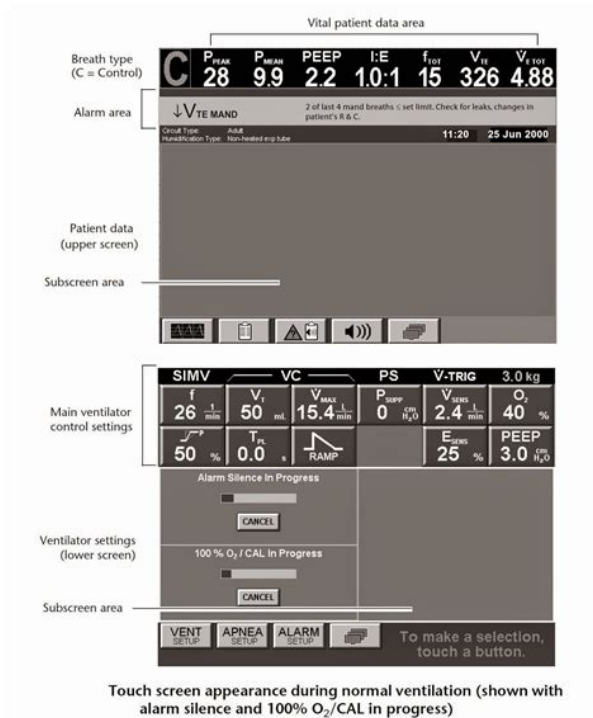 Vital patient data area
Breath type
(C = Control)
C
PPEAK PMEAN PEEP I:E fTOT VTE V̇E TOT
28 9.9 2.2 1.0:1 15 326 4.88
Alarm area
↓VTE MAND
2 of last 4 mand breaths ≤ set limit. Check for leaks, changes in
patient's R & C.
Circuit Type: Adult
Humidification Type: Non-heated exp tube
11:20 25 Jun 2000
Patient data
(upper screen)
Subscreen area
SIMV VC PS V̇-TRIG 3.0 kg
Main ventilator
control settings
f VT V̇MAX PSUPP V̇SENS O2
26 1/min 50 mL 15.4 L/min 0 cm H2O 2.4 L/min 40 %
P TPL ESENS PEEP
50 % 0.0 s RAMP 25 % 3.0 cm H2O
Alarm Silence In Progress
CANCEL
Ventilator settings
(lower screen)
100 % O2 / CAL In Progress
CANCEL
Subscreen area
VENT SETUP APNEA SETUP ALARM SETUP
To make a selection,
touch a button.
Touch screen appearance during normal ventilation (shown with
alarm silence and 100% O2/CAL in progress)